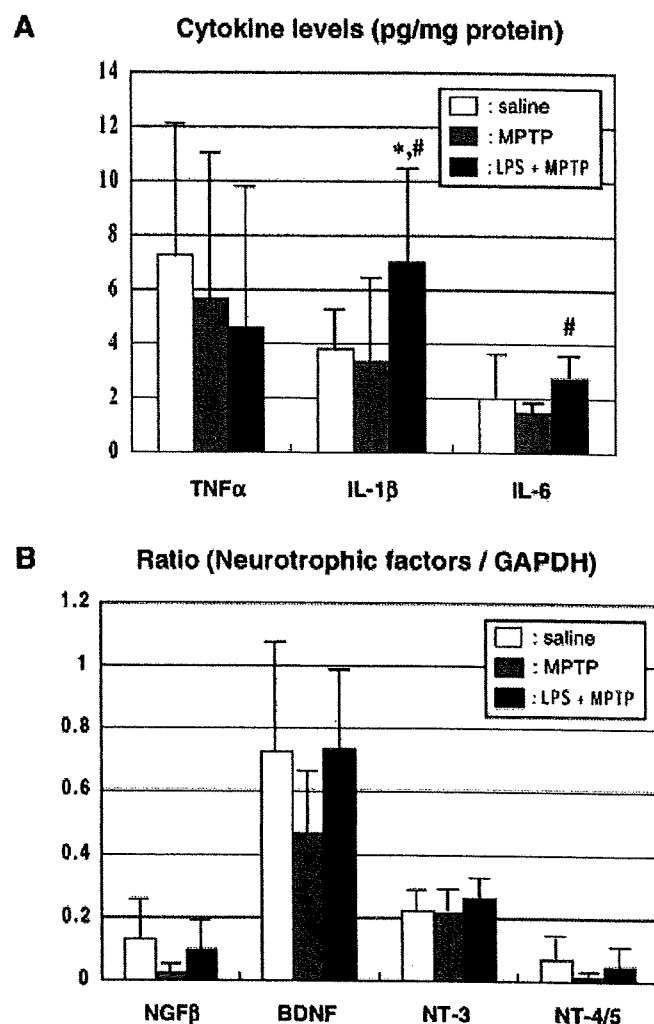 A Cytokine levels (pg/mg protein)
14
12
10
8
6
4
2
0
: saline
: MPTP
: LPS + MPTP
*,#
#
TNFα IL-1β IL-6
B Ratio (Neurotrophic factors / GAPDH)
1.2
1
0.8
0.6
0.4
0.2
0
: saline
: MPTP
: LPS + MPTP
NGFβ BDNF NT-3 NT-4/5